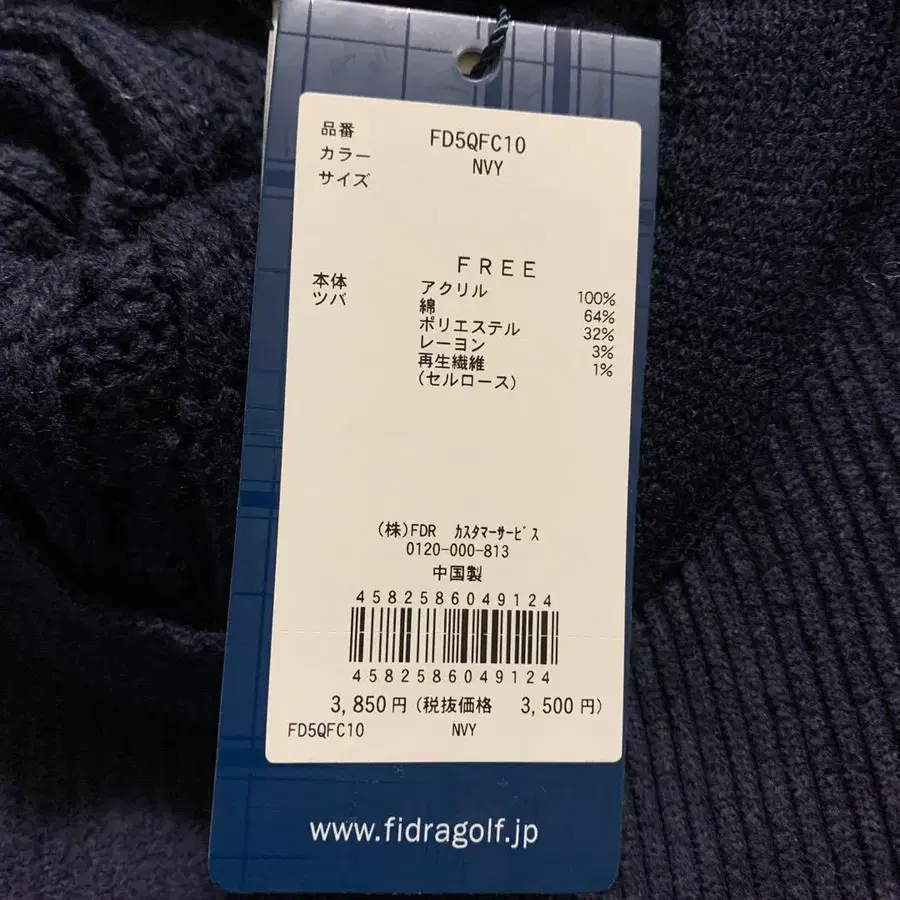 品番 FD5QFC10
カラー NVY
サイズ
FREE
本体 アクリル 100%
ツバ 綿 64%
ポリエステル 32%
レーヨン 3%
再生繊維 1%
(セルロース)
(株)FDR カスタマーサービス
0120-000-813
中国製
4582586049124
4582586049124
3,850円(税抜価格 3,500円)
FD5QFC10 NVY
www.fidragolf.jp